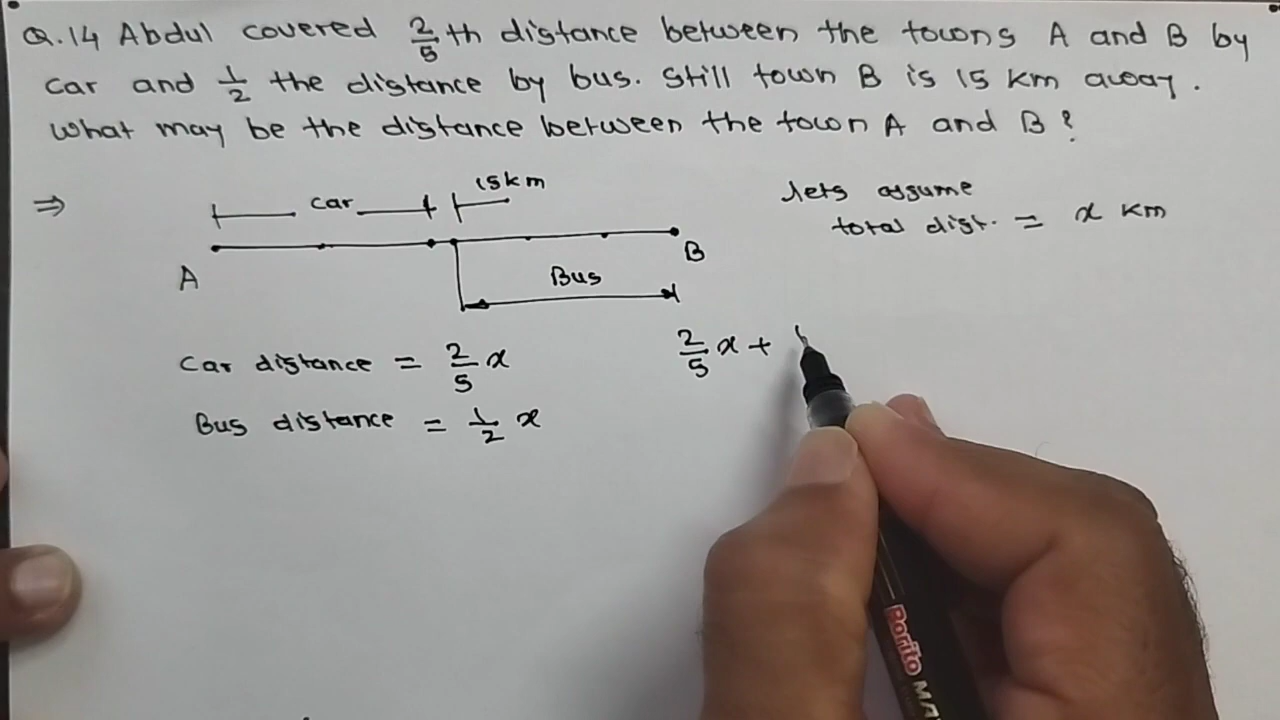 Q.14 Abdul covered 2/5 th distance between the towns A and B by
car and 1/2 the distance by bus. Still town B is 15 km away.
What may be the distance between the town A and B?
⇒
car
15km
lets assume
total dist. = x km
A
B
Bus
Car distance = 2/5 x
Bus distance = 1/2 x
2/5 x +